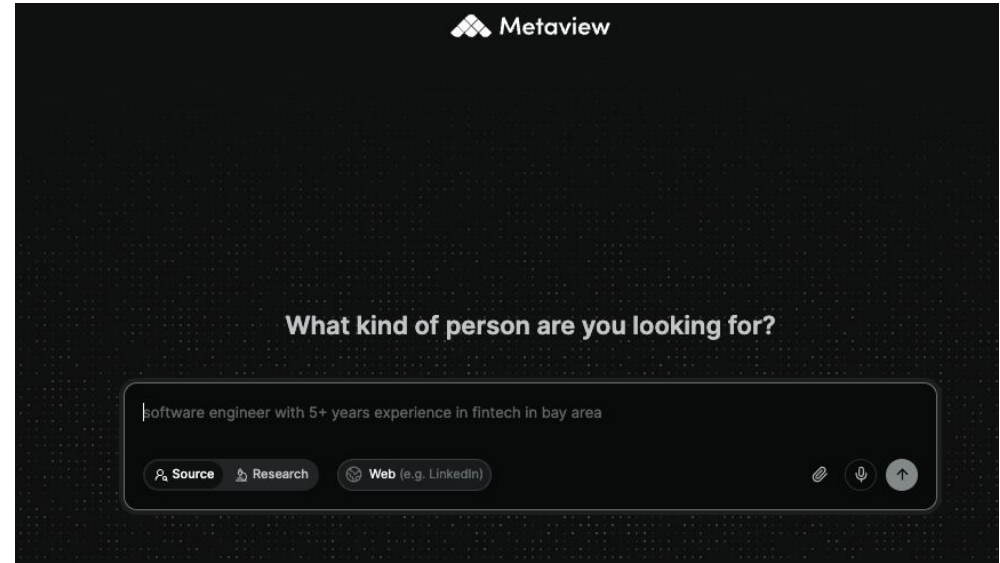 Metaview
What kind of person are you looking for?
software engineer with 5+ years experience in fintech in bay area
Source Research Web (e.g. LinkedIn)